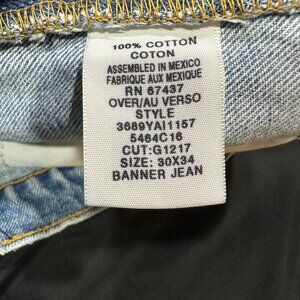 100% COTTON
COTON
ASSEMBLED IN MEXICO
FABRIQUE AUX MEXIQUE
RN 67437
OVER/AU VERSO
STYLE
3689YAI1157
5464C16
CUT:G1217
SIZE: 30X34
BANNER JEAN